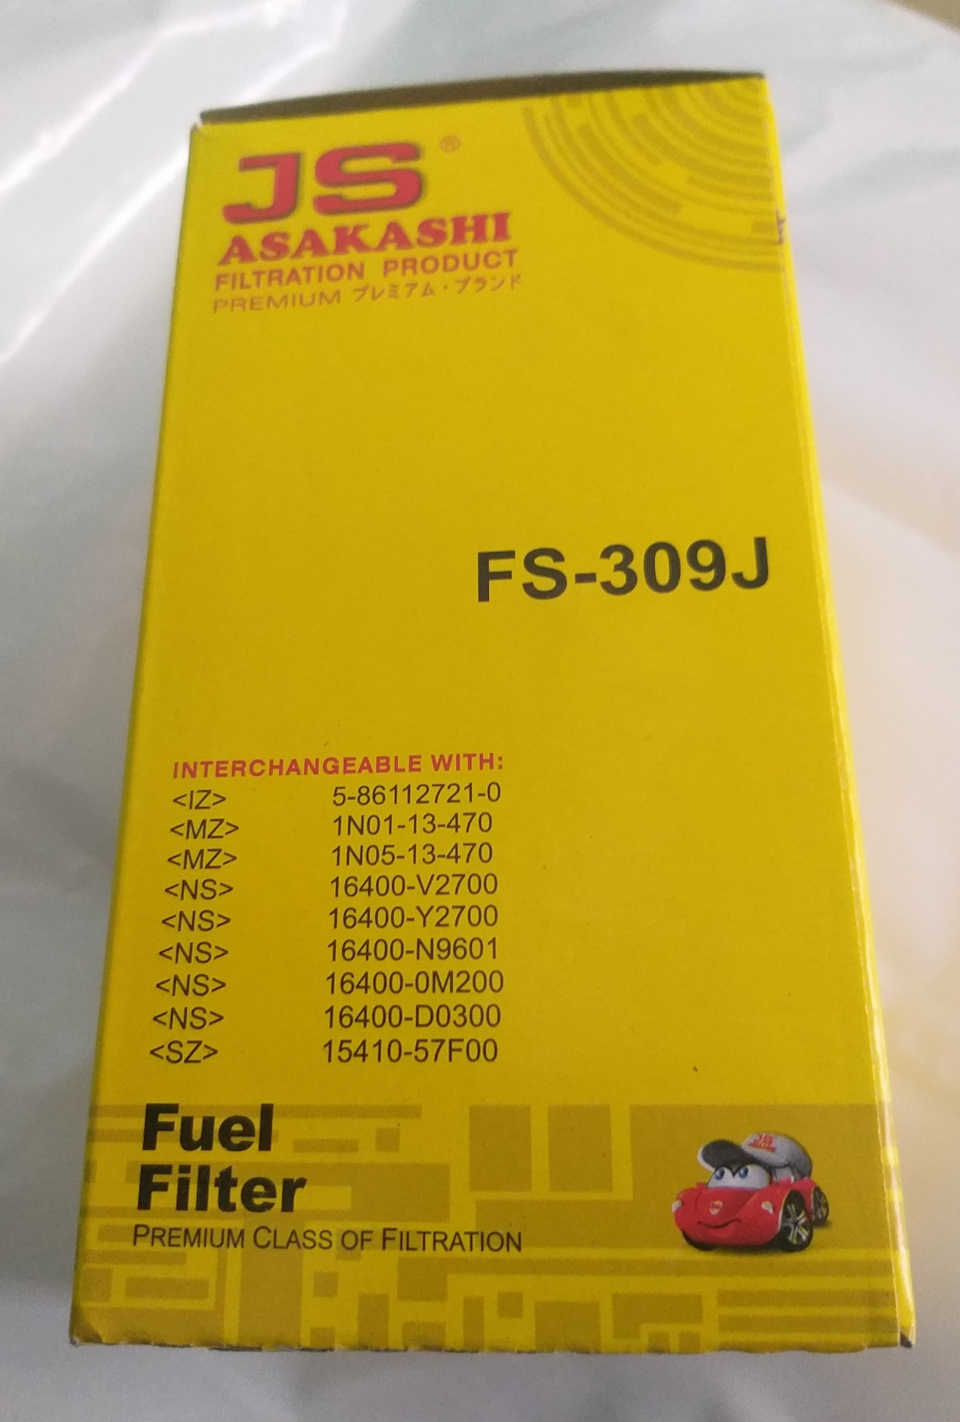 JS®
ASAKASHI
FILTRATION PRODUCT
PREMIUM プレミアム・ブランド
FS-309J
INTERCHANGEABLE WITH:
<IZ> 5-86112721-0
<MZ> 1N01-13-470
<MZ> 1N05-13-470
<NS> 16400-V2700
<NS> 16400-Y2700
<NS> 16400-N9601
<NS> 16400-0M200
<NS> 16400-D0300
<SZ> 15410-57F00
Fuel
Filter
PREMIUM CLASS OF FILTRATION
JS